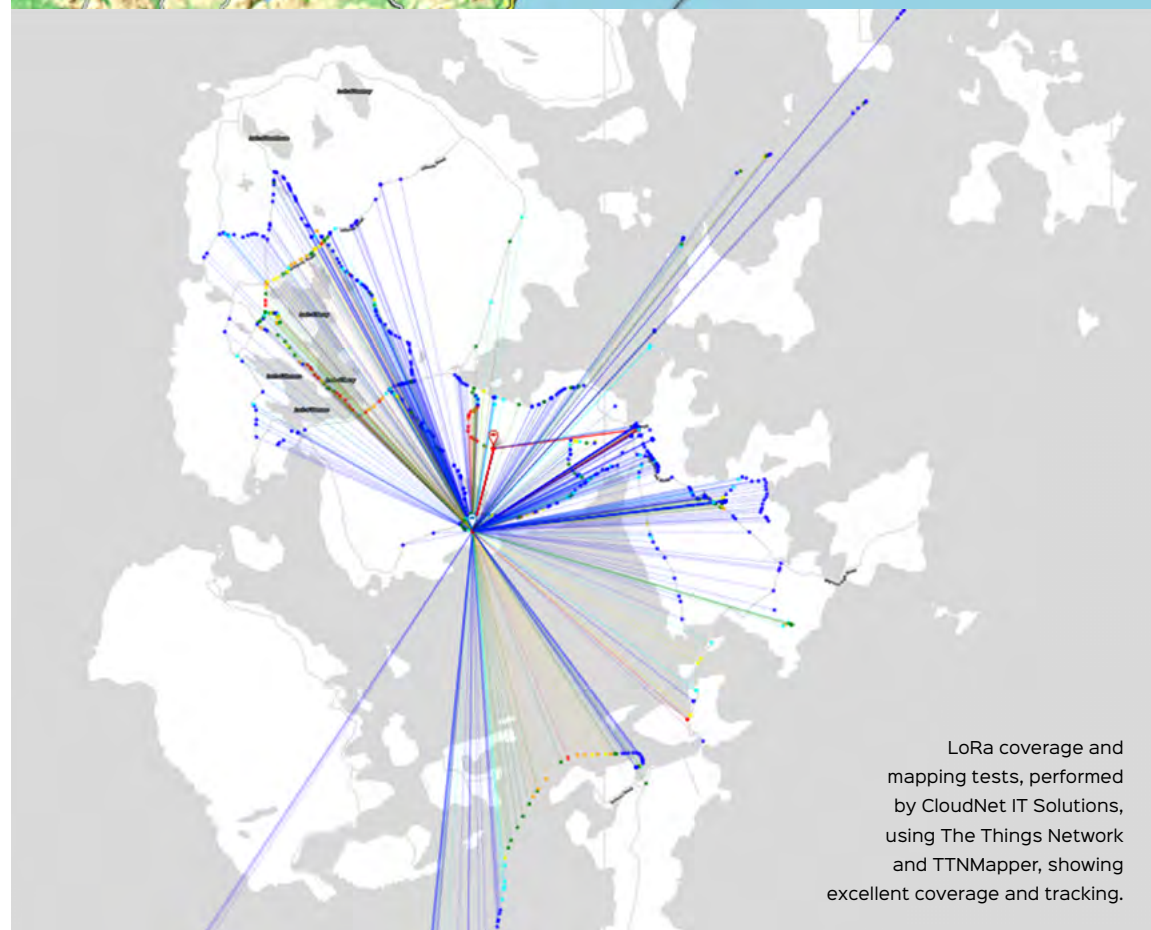 LoRa coverage and
mapping tests, performed
by CloudNet IT Solutions,
using The Things Network
and TTNMapper, showing
excellent coverage and tracking.